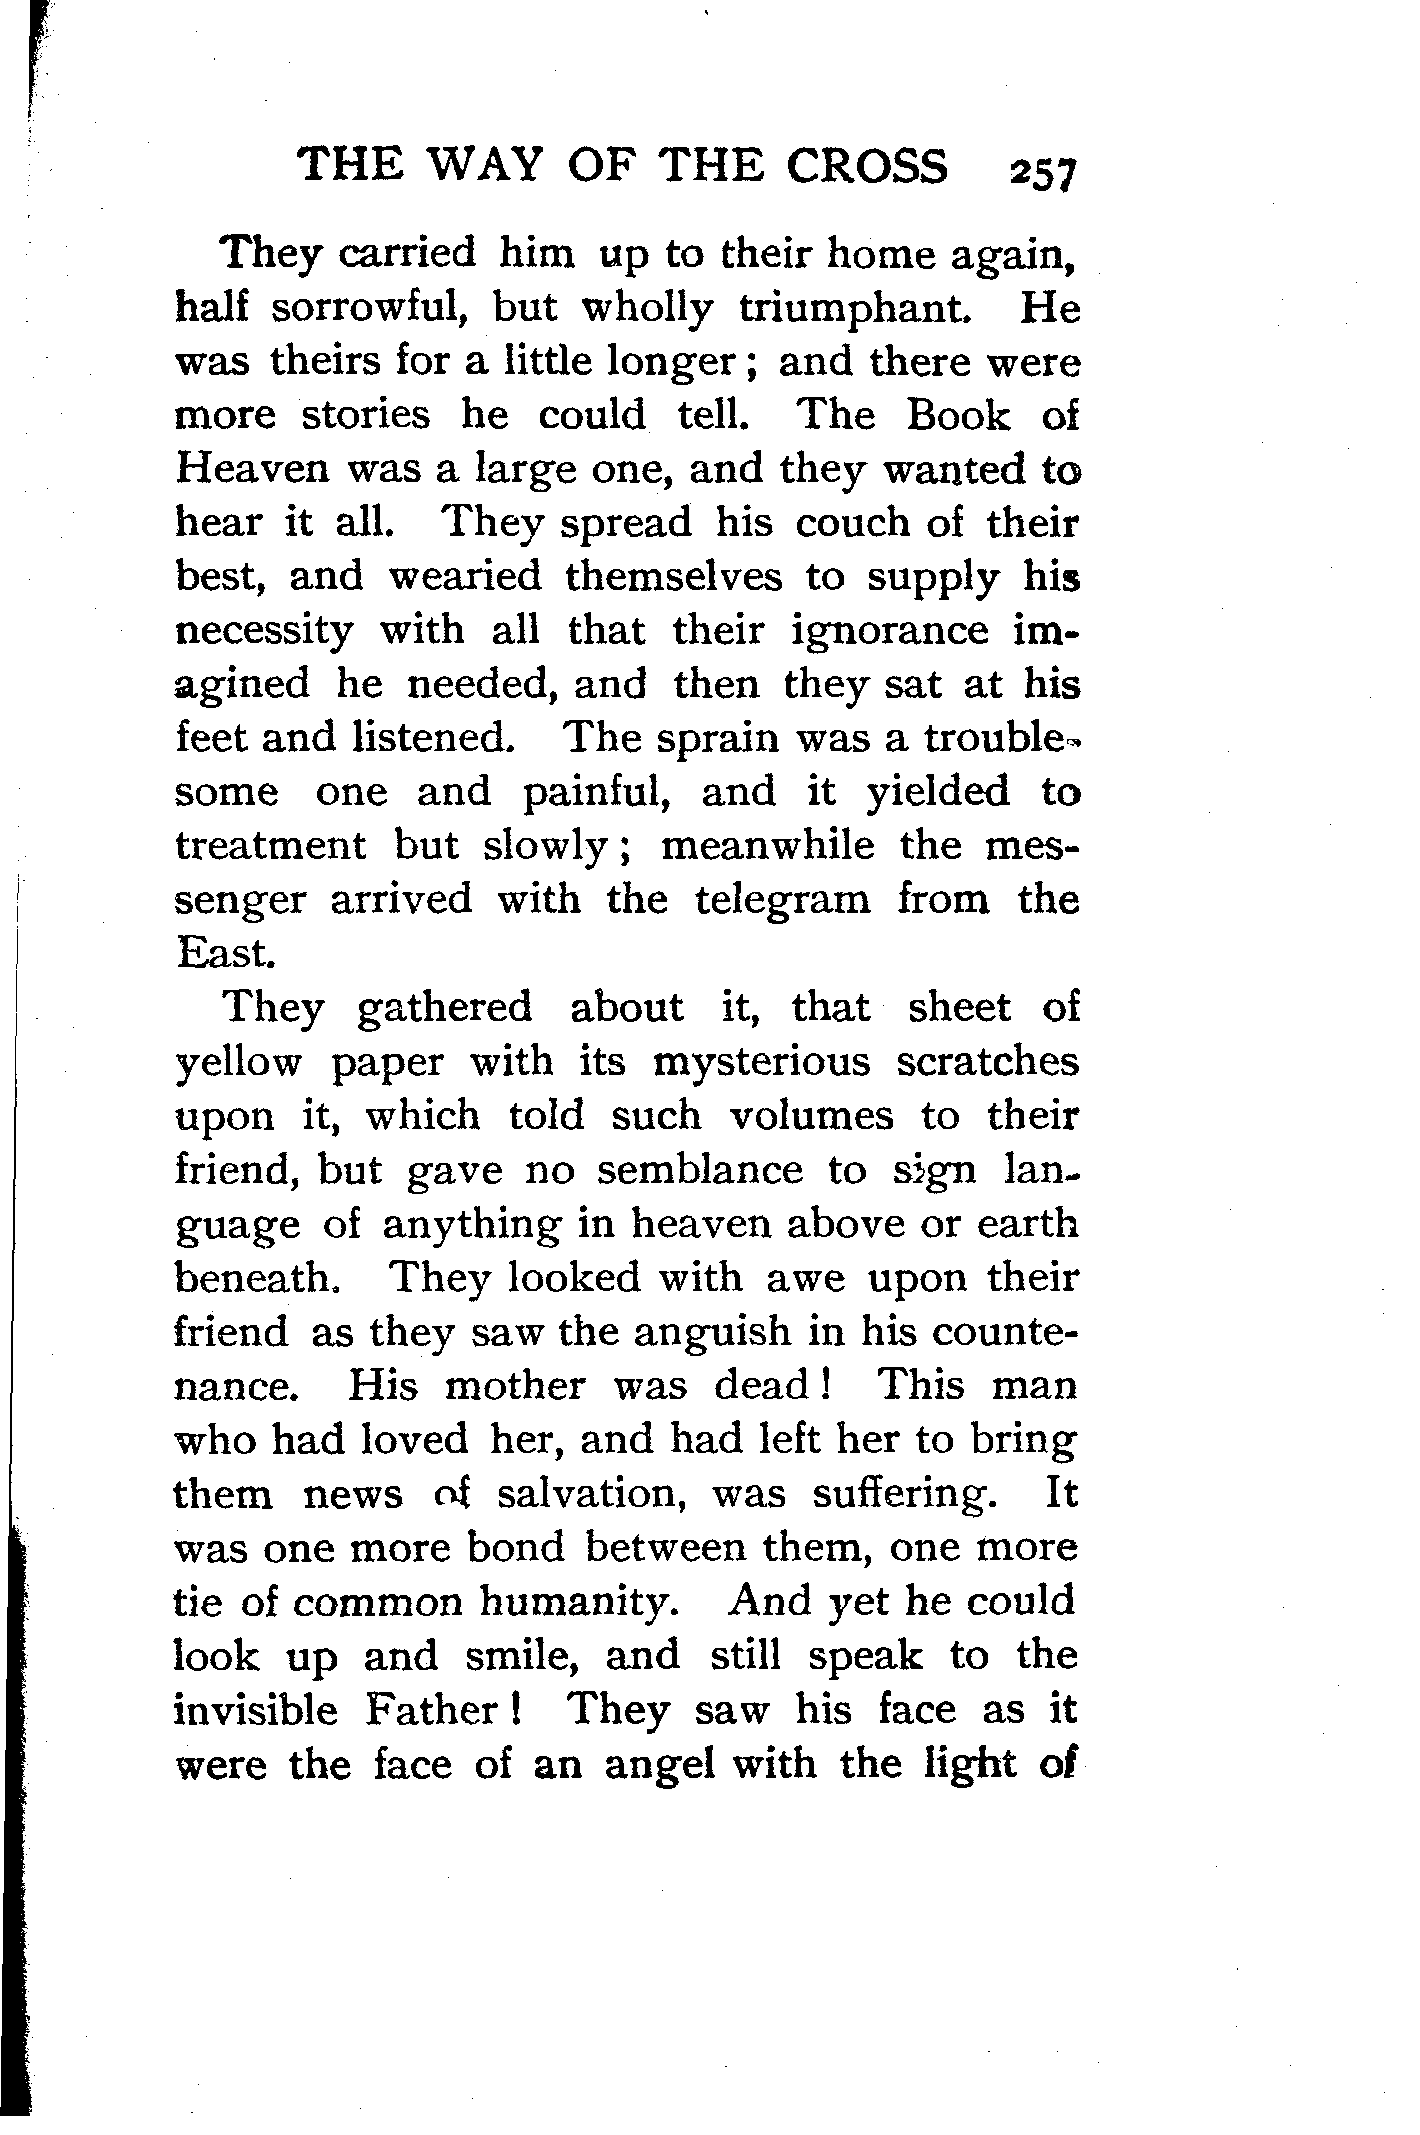 THE WAY OF THE CROSS 257
They carried him up to their home again,
half sorrowful, but wholly triumphant. He
was theirs for a little longer; and there were
more stories he could tell. The Book of
Heaven was a large one, and they wanted to
hear it all. They spread his couch of their
best, and wearied themselves to supply his
necessity with all that their ignorance im-
agined he needed, and then they sat at his
feet and listened. The sprain was a trouble-
some one and painful, and it yielded to
treatment but slowly; meanwhile the mes-
senger arrived with the telegram from the
East.
They gathered about it, that sheet of
yellow paper with its mysterious scratches
upon it, which told such volumes to their
friend, but gave no semblance to sign lan-
guage of anything in heaven above or earth
beneath. They looked with awe upon their
friend as they saw the anguish in his counte-
nance. His mother was dead! This man
who had loved her, and had left her to bring
them news of salvation, was suffering. It
was one more bond between them, one more
tie of common humanity. And yet he could
look up and smile, and still speak to the
invisible Father! They saw his face as it
were the face of an angel with the light of